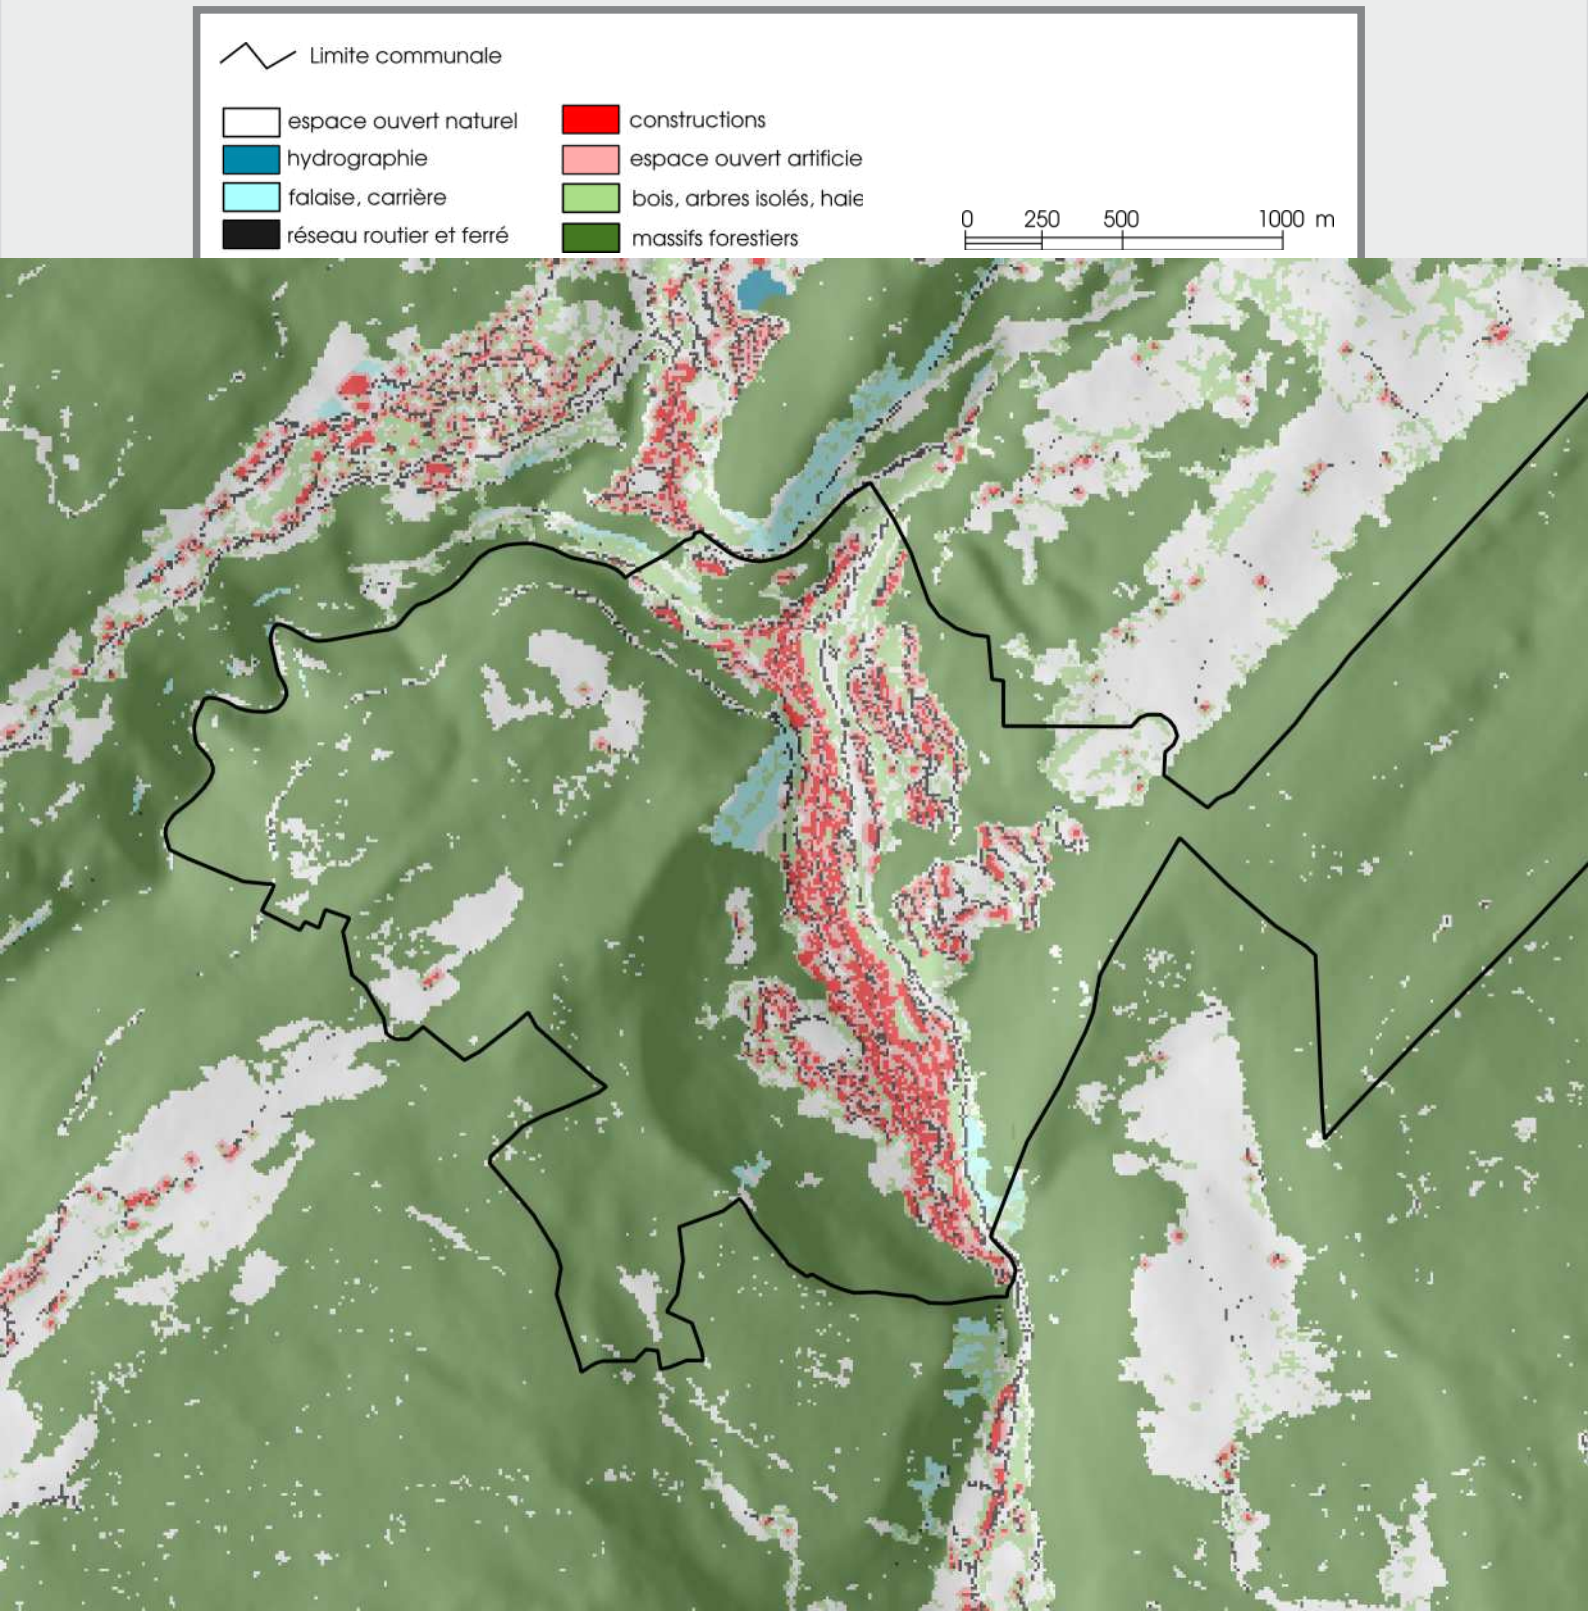 Limite communale
espace ouvert naturel
constructions
hydrographie
espace ouvert artificie
falaise, carrière
bois, arbres isolés, haie
0 250 500 1000 m
réseau routier et ferré
massifs forestiers